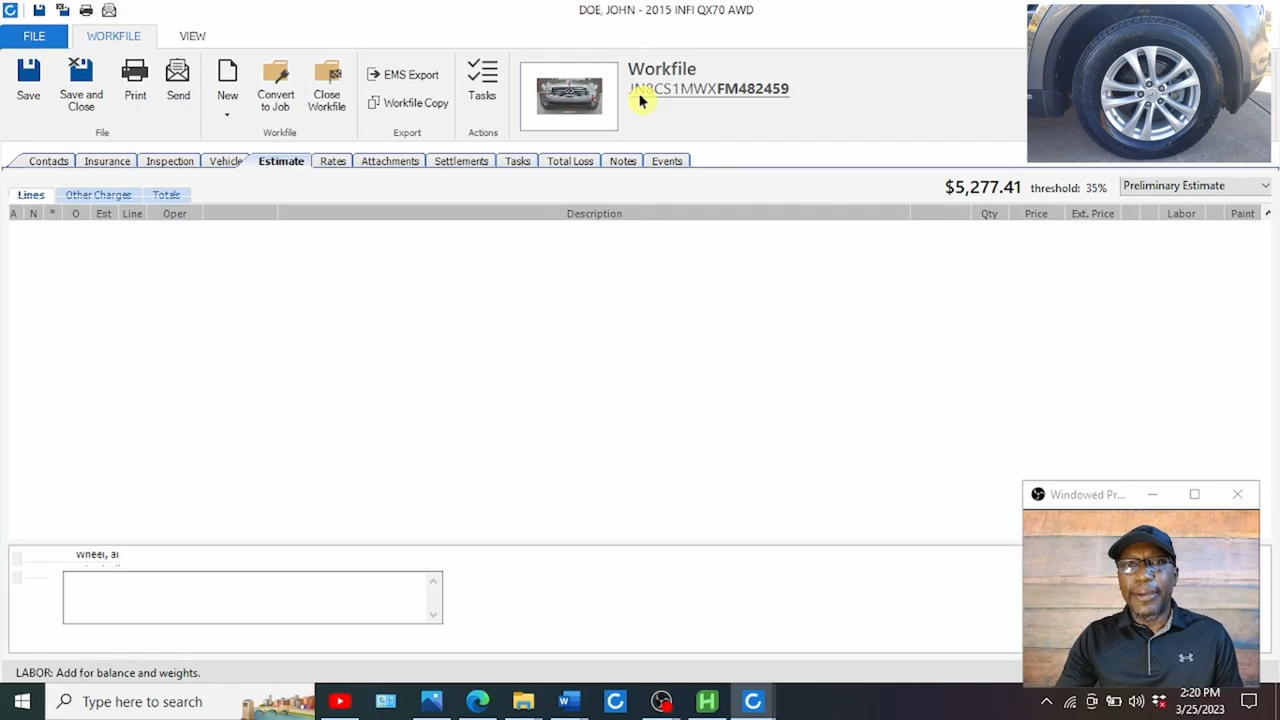 DOE, JOHN - 2015 INFI QX70 AWD
FILE WORKFILE VIEW
Save
Save and Close
Print
Send
File
New
Convert to Job
Close Workfile
Workfile
EMS Export
Workfile Copy
Export
Tasks
Actions
Workfile
JN8CS1MWXFM482459
Contacts Insurance Inspection Vehicle Estimate Rates Attachments Settlements Tasks Total Loss Notes Events
Lines Other Charges Totals
$5,277.41 threshold: 35% Preliminary Estimate
A N * O Est Line Oper Description Qty Price Ext. Price Labor Paint
Windowed Pr...
LABOR: Add for balance and weights.
Type here to search
2:20 PM
3/25/2023